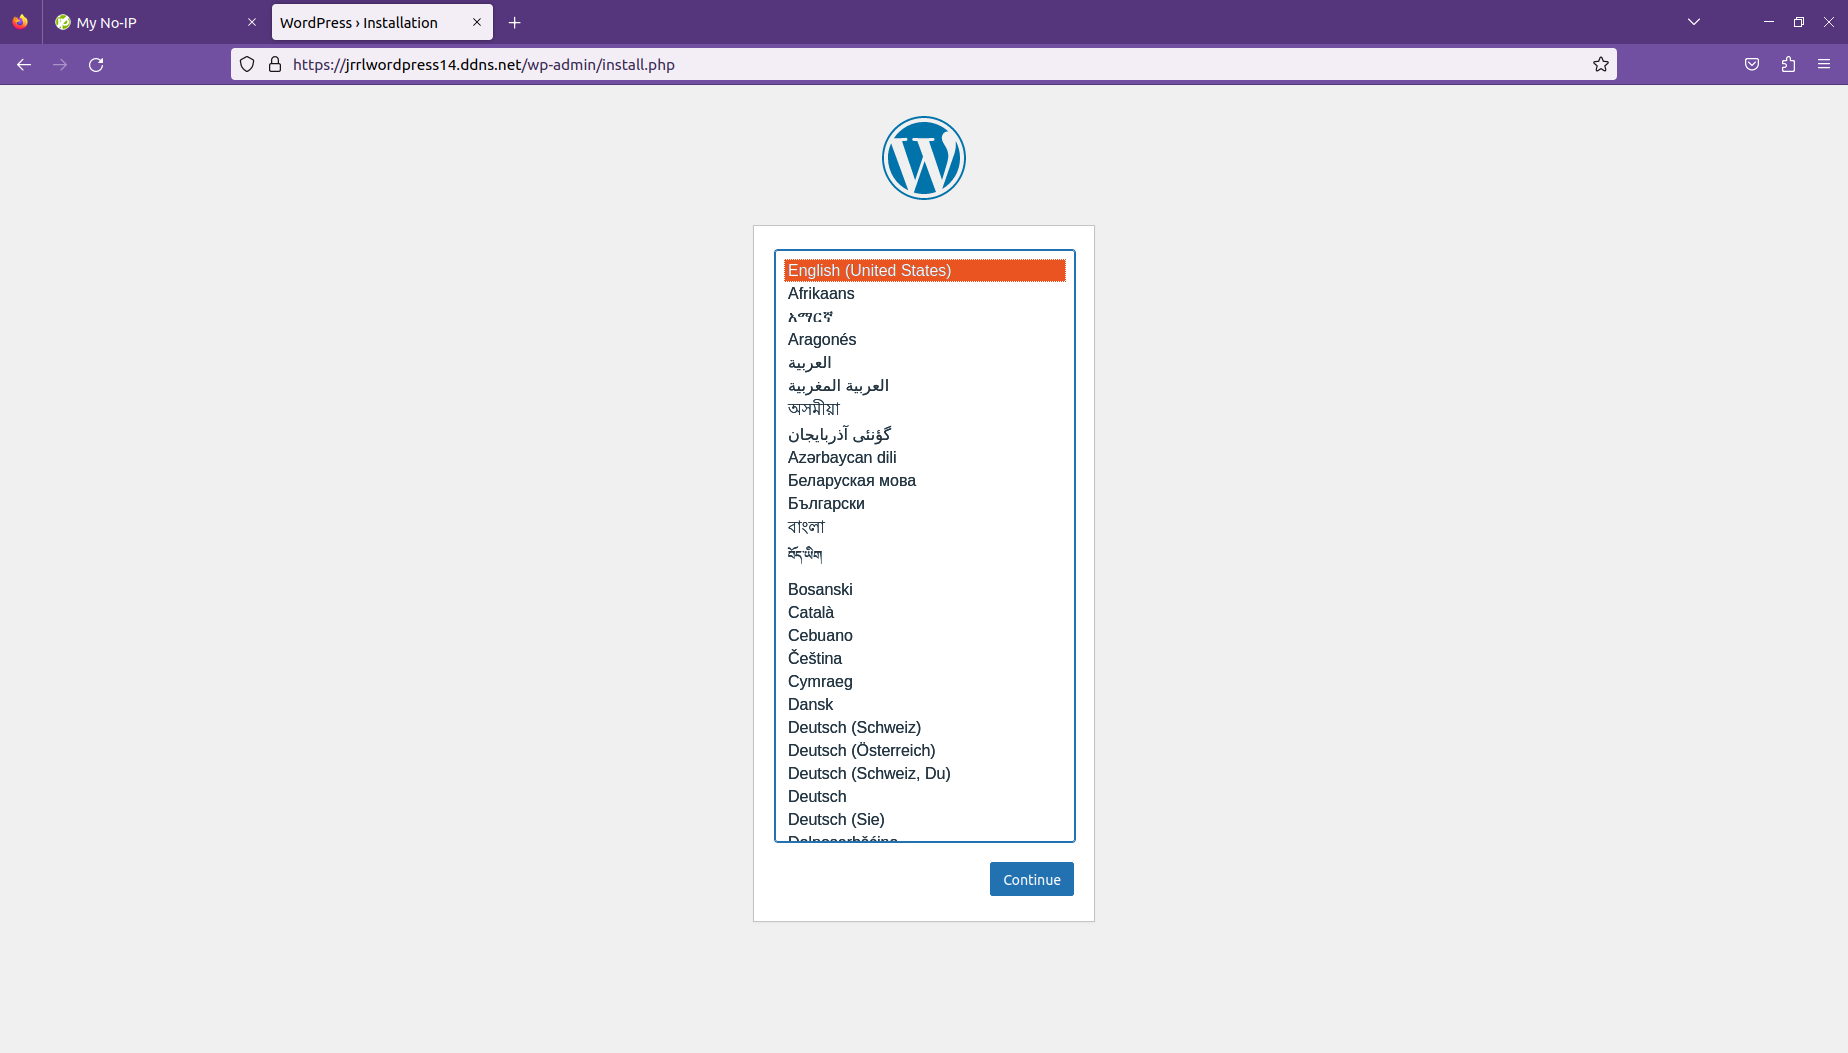 My No-IP
WordPress › Installation
https://jrrlwordpress14.ddns.net/wp-admin/install.php
English (United States)
Afrikaans
አማርኛ
Aragonés
العربية
العربية المغربية
অসমীয়া
گؤنئی آذربایجان
Azərbaycan dili
Беларуская мова
Български
বাংলা
བོད་ཡིག
Bosanski
Català
Cebuano
Čeština
Cymraeg
Dansk
Deutsch (Schweiz)
Deutsch (Österreich)
Deutsch (Schweiz, Du)
Deutsch
Deutsch (Sie)
Continue